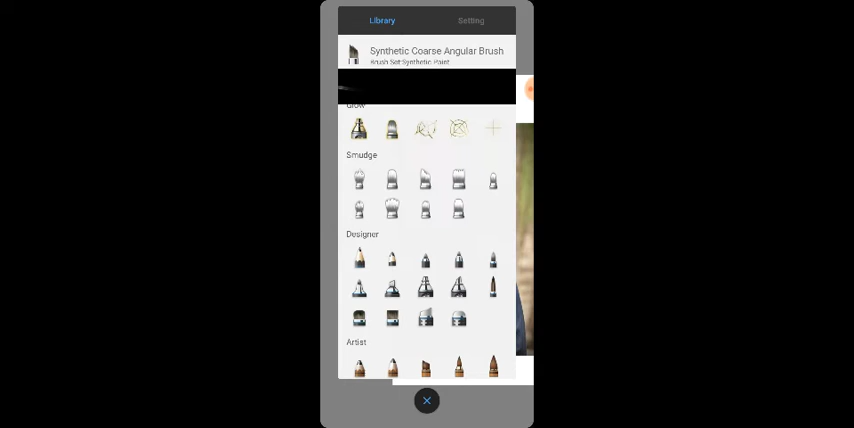 Library
Setting
Synthetic Coarse Angular Brush
Brush Set:Synthetic Paint
Glow
Smudge
Designer
Artist